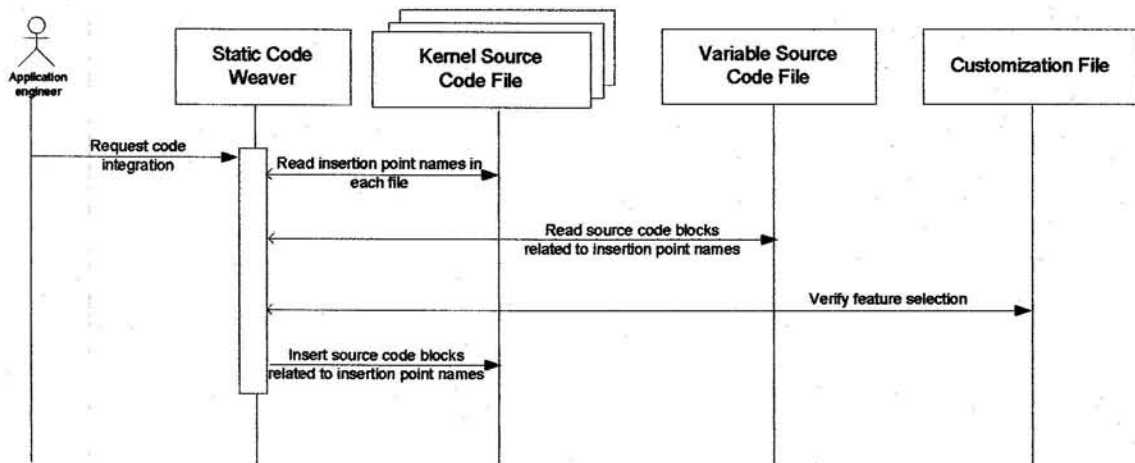 Application
engineer
Static Code
Weaver
Kernel Source
Code File
Variable Source
Code File
Customization File
Request code
integration
Read insertion point names in
each file
Read source code blocks
related to insertion point names
Verify feature selection
Insert source code blocks
related to insertion point names